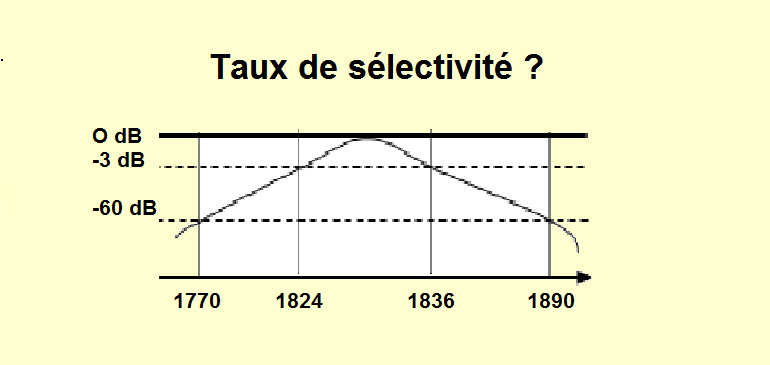 Taux de sélectivité ?
O dB
-3 dB
-60 dB
1770 1824 1836 1890